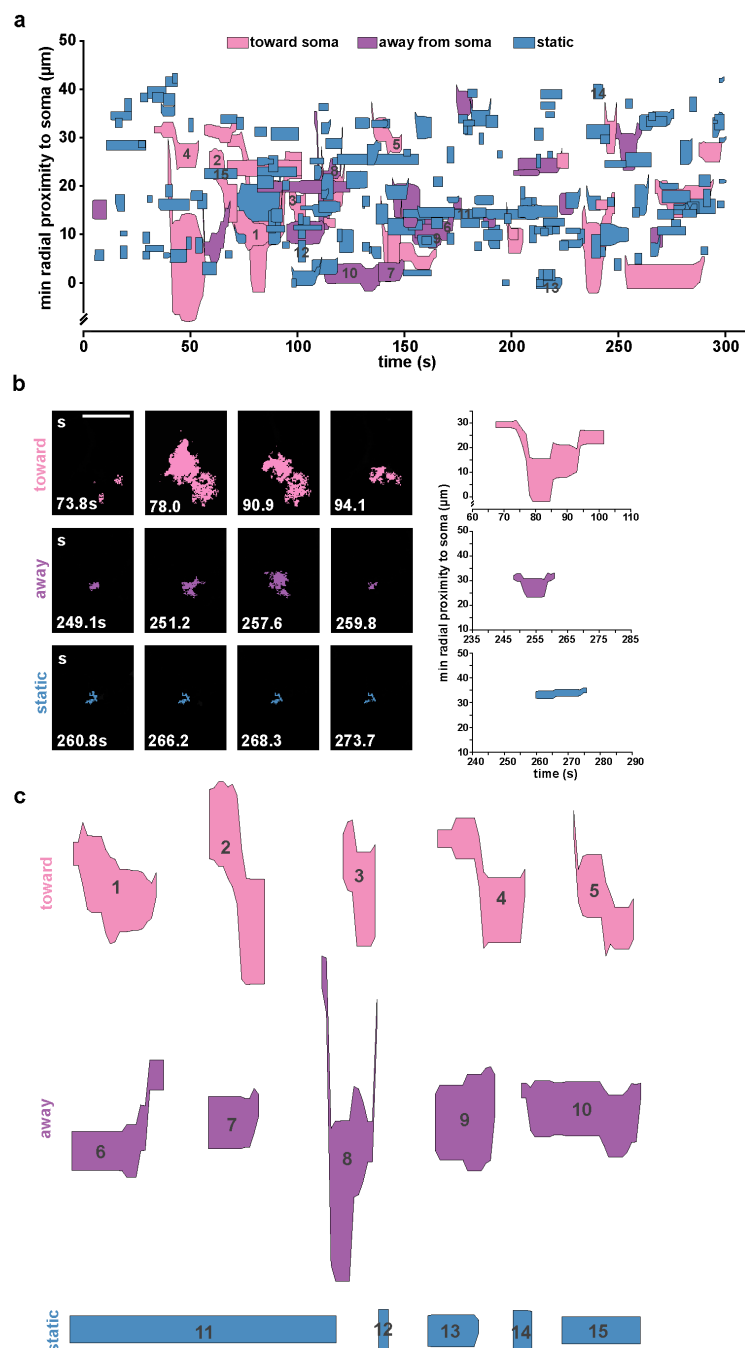 a
toward soma away from soma static
min radial proximity to soma (µm)
50
40
30
20
10
0
14
5
4
2
15
8
3
11
1
6
9
12
10
7
13
0 50 100 150 200 250 300
time (s)
b
toward
s
73.8s 78.0 90.9 94.1
away
s
249.1s 251.2 257.6 259.8
static
s
260.8s 266.2 268.3 273.7
min radial proximity to soma (µm)
30
20
10
0
60 70 80 90 100 110
50
40
30
20
10
235 245 255 265 275 285
50
40
30
20
10
240 250 260 270 280 290
time (s)
c
toward
1 2 3 4 5
away
6 7 8 9 10
static
11 12 13 14 15